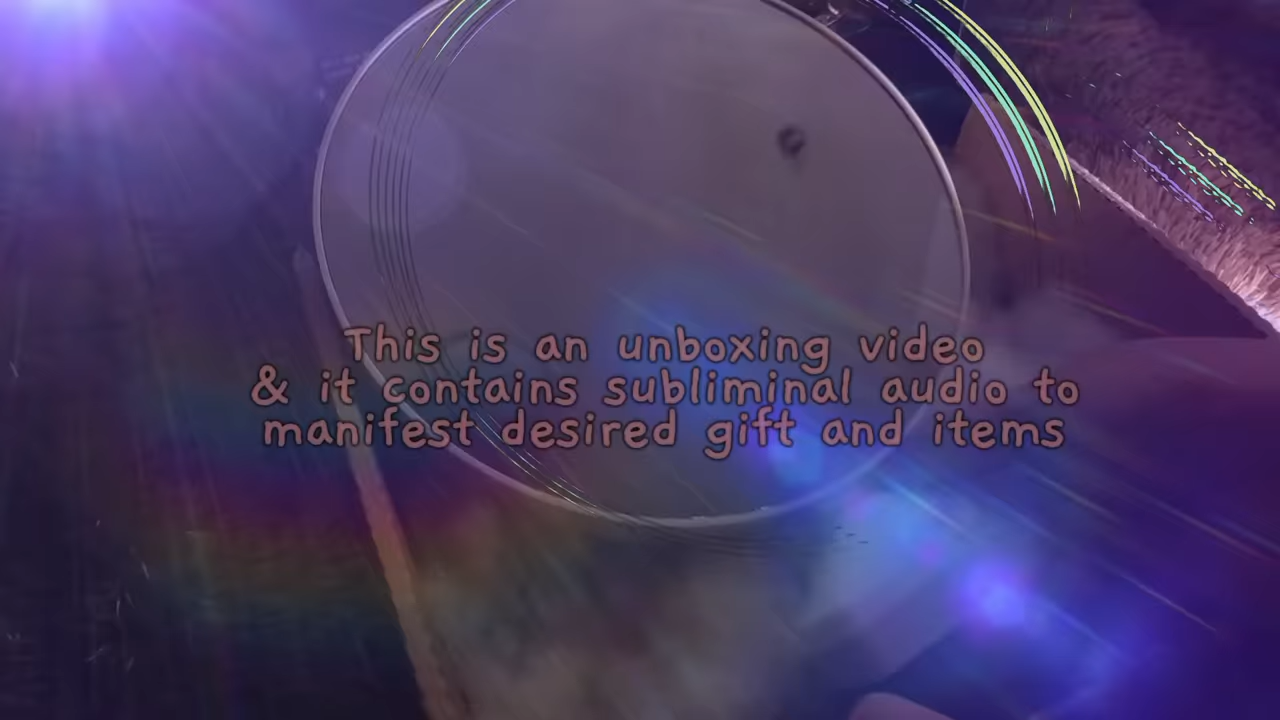 This is an unboxing video
& it contains subliminal audio to
manifest desired gift and items